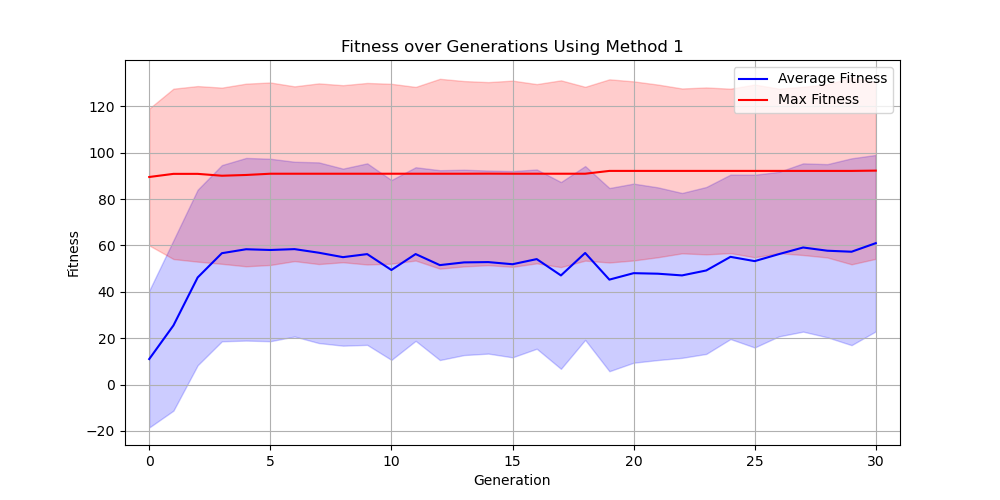 Fitness over Generations Using Method 1
Average Fitness
Max Fitness
120
100
80
60
40
20
0
−20
Fitness
0 5 10 15 20 25 30
Generation